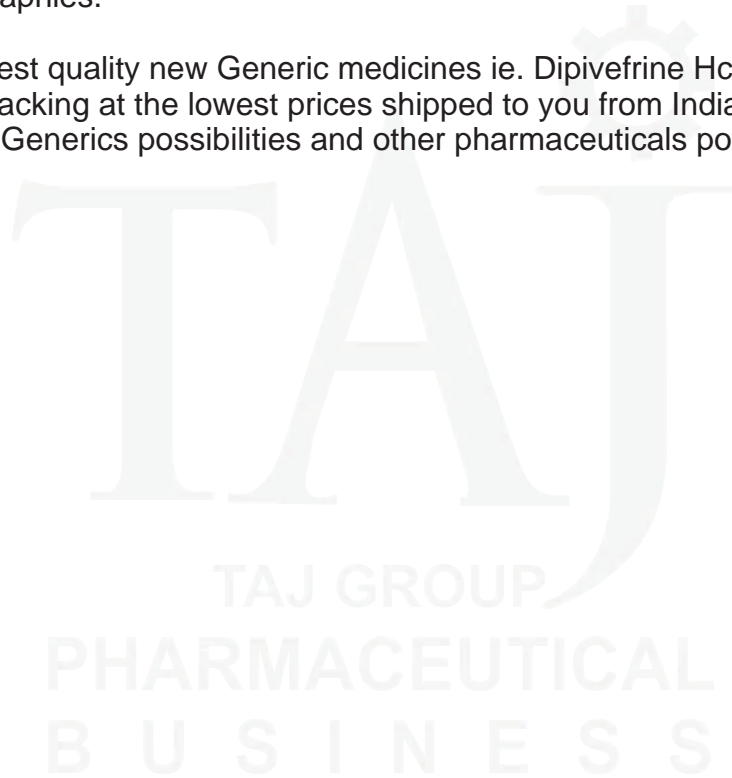 est quality new Generic medicines ie. Dipivefrine Hc
acking at the lowest prices shipped to you from India
Generics possibilities and other pharmaceuticals po
TAJ
TAJ GROUP
PHARMACEUTICAL
BUSINESS